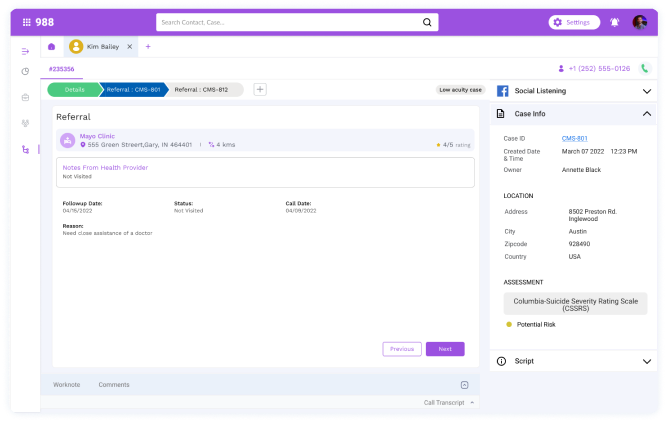 988
Search Contact, Case...
Settings
Kim Bailey
#235356
+1 (252) 555-0126
Details
Referral : CMS-801
Referral : CMS-812
Low acuity case
Social Listening
Referral
Mayo Clinic
555 Green Streert,Gary, IN 464401 | 4 kms
4/5 rating
Notes From Health Provider
Not Visited
Followup Date:
04/15/2022
Status:
Not Visited
Call Date:
04/09/2022
Reason:
Need close assistance of a doctor
Previous
Next
Worknote
Comments
Call Transcript
Case Info
Case ID
CMS-801
Created Date
& Time
March 07 2022 12:23 PM
Owner
Annette Black
LOCATION
Address
8502 Preston Rd.
Inglewood
City
Austin
Zipcode
928490
Country
USA
ASSESSMENT
Columbia-Suicide Severity Rating Scale
(CSSRS)
Potential Risk
Script